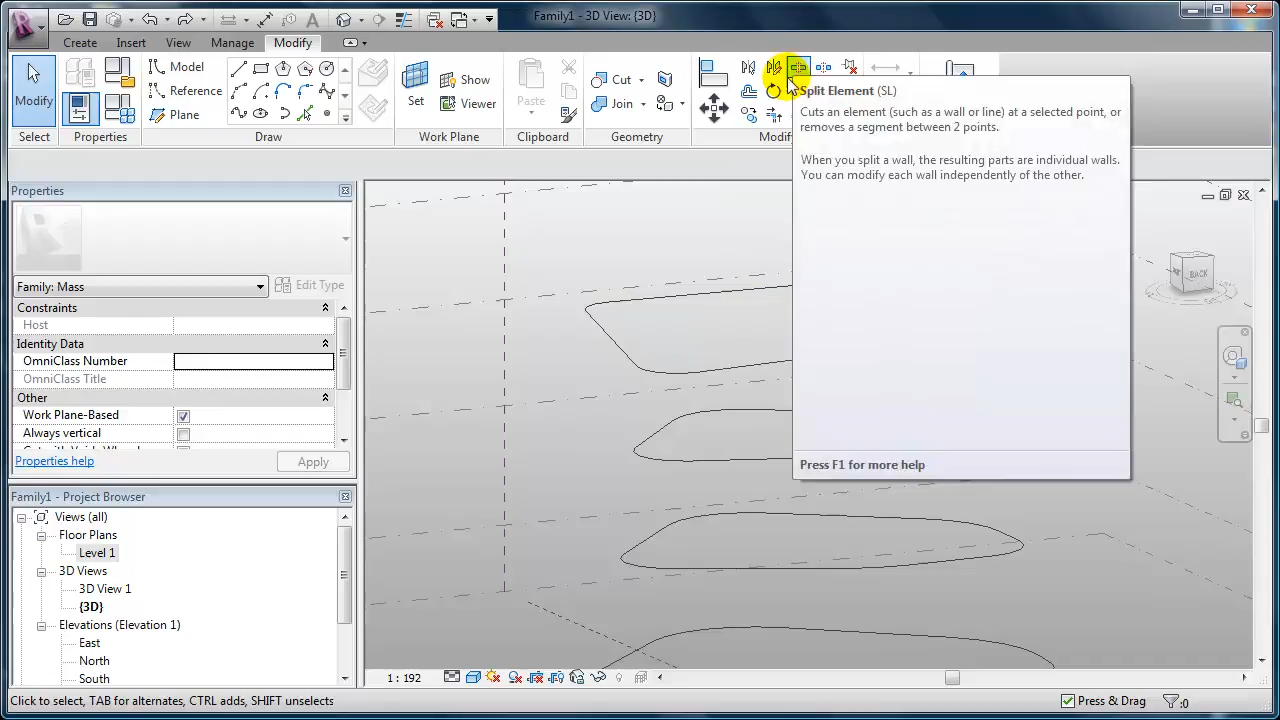 Family1 - 3D View: {3D}
Create Insert View Manage Modify
Modify
Model
Reference
Plane
Set
Show
Viewer
Paste
Cut
Join
Select Properties Draw Work Plane Clipboard Geometry
Split Element (SL)
Cuts an element (such as a wall or line) at a selected point, or
removes a segment between 2 points.
When you split a wall, the resulting parts are individual walls.
You can modify each wall independently of the other.
Press F1 for more help
BACK
Properties
Family: Mass
Edit Type
Constraints
Host
Identity Data
OmniClass Number
OmniClass Title
Other
Work Plane-Based
Always vertical
Properties help
Apply
Family1 - Project Browser
Views (all)
Floor Plans
Level 1
3D Views
3D View 1
{3D}
Elevations (Elevation 1)
East
North
South
1 : 192
Click to select, TAB for alternates, CTRL adds, SHIFT unselects
Press & Drag
:0